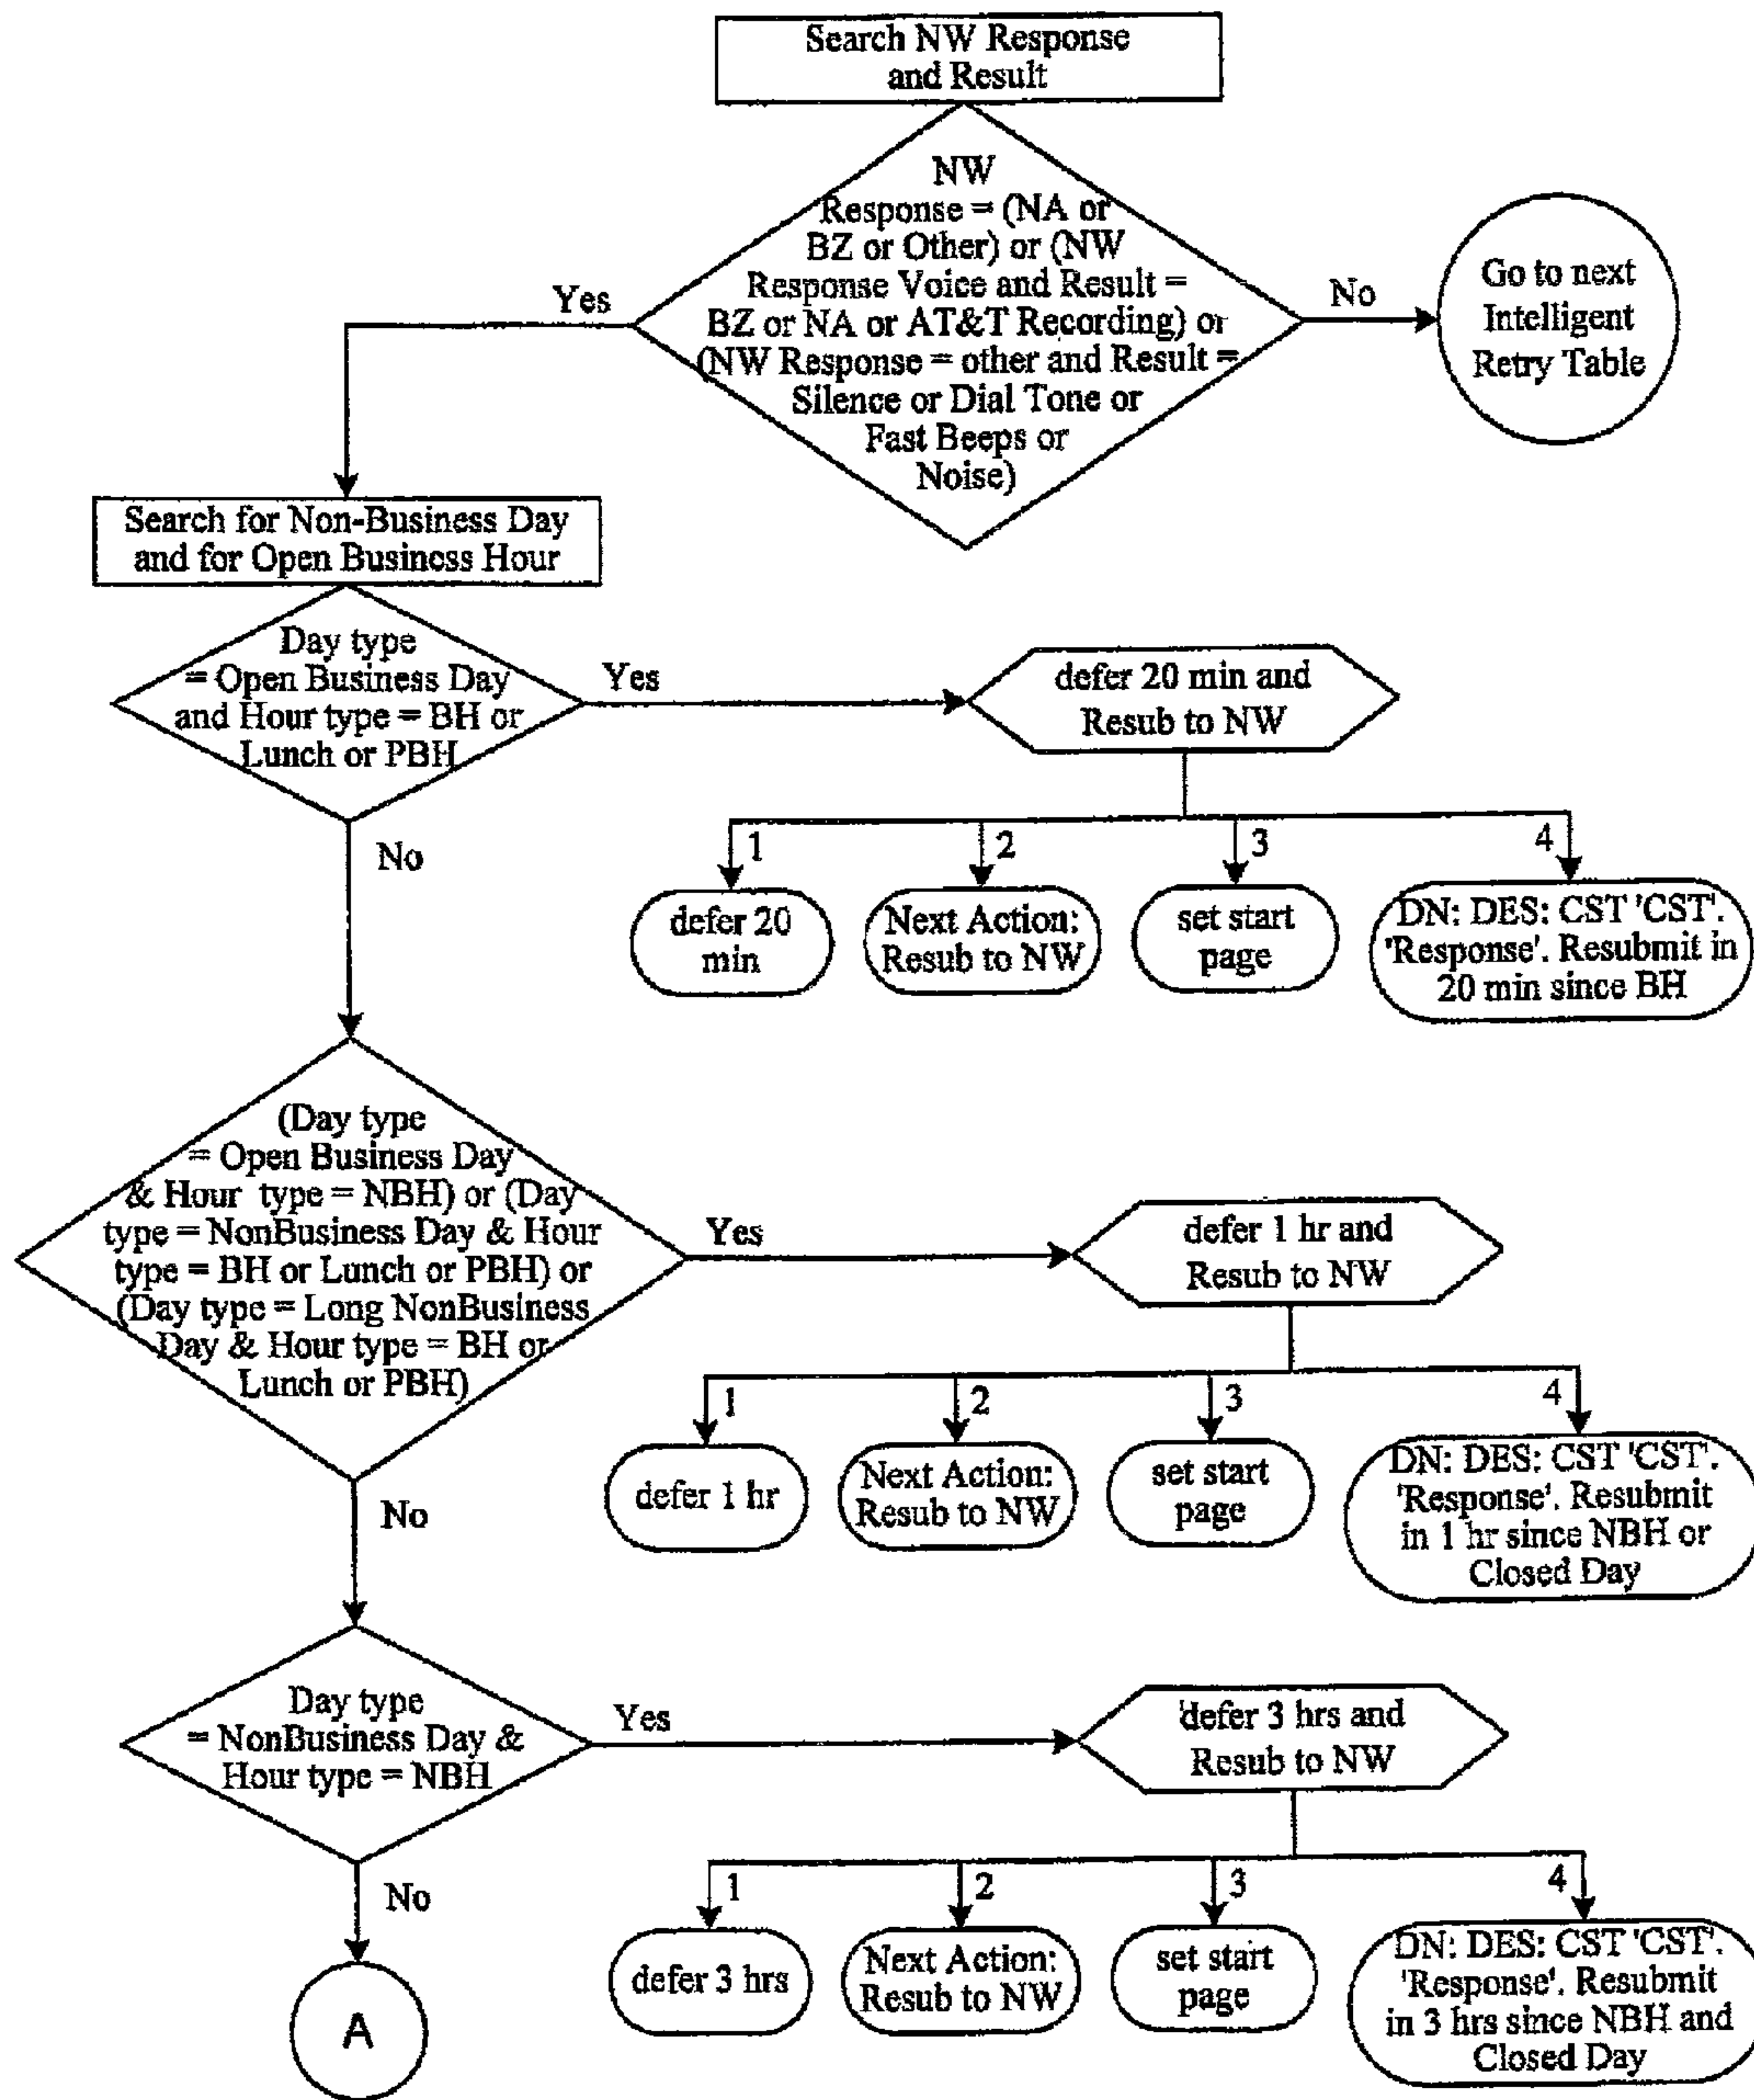 Search NW Response
and Result
NW
Response = (NA or
BZ or Other) or (NW
Response Voice and Result =
BZ or NA or AT&T Recording) or
(NW Response = other and Result =
Silence or Dial Tone or
Fast Beeps or
Noise)
Yes
No
Go to next
Intelligent
Retry Table
Search for Non-Business Day
and for Open Business Hour
Day type
= Open Business Day
and Hour type = BH or
Lunch or PBH
Yes
defer 20 min and
Resub to NW
No
1
2
3
4
defer 20
min
Next Action:
Resub to NW
set start
page
DN: DES: CST 'CST'.
'Response'. Resubmit in
20 min since BH
(Day type
= Open Business Day
& Hour type = NBH) or (Day
type = NonBusiness Day & Hour
type = BH or Lunch or PBH) or
(Day type = Long NonBusiness
Day & Hour type = BH or
Lunch or PBH)
Yes
defer 1 hr and
Resub to NW
No
1
2
3
4
defer 1 hr
Next Action:
Resub to NW
set start
page
DN: DES: CST 'CST'.
'Response'. Resubmit
in 1 hr since NBH or
Closed Day
Day type
= NonBusiness Day &
Hour type = NBH
Yes
defer 3 hrs and
Resub to NW
No
1
2
3
4
defer 3 hrs
Next Action:
Resub to NW
set start
page
DN: DES: CST 'CST'.
'Response'. Resubmit
in 3 hrs since NBH and
Closed Day
A